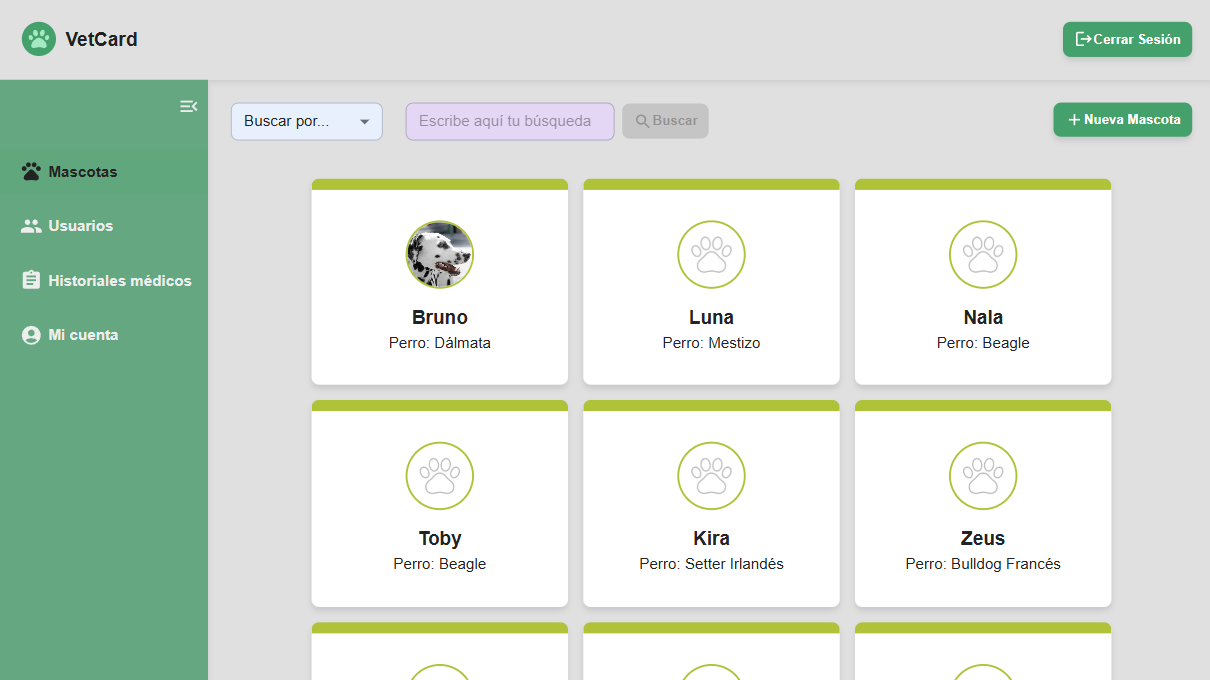 VetCard
Cerrar Sesión
Buscar por...
Escribe aquí tu búsqueda
Buscar
Nueva Mascota
Mascotas
Usuarios
Historiales médicos
Mi cuenta
Bruno
Perro: Dálmata
Luna
Perro: Mestizo
Nala
Perro: Beagle
Toby
Perro: Beagle
Kira
Perro: Setter Irlandés
Zeus
Perro: Bulldog Francés